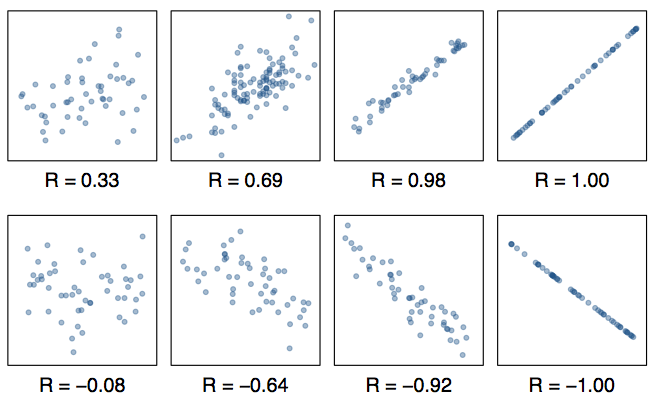 R = 0.33 R = 0.69 R = 0.98 R = 1.00
R = −0.08 R = −0.64 R = −0.92 R = −1.00